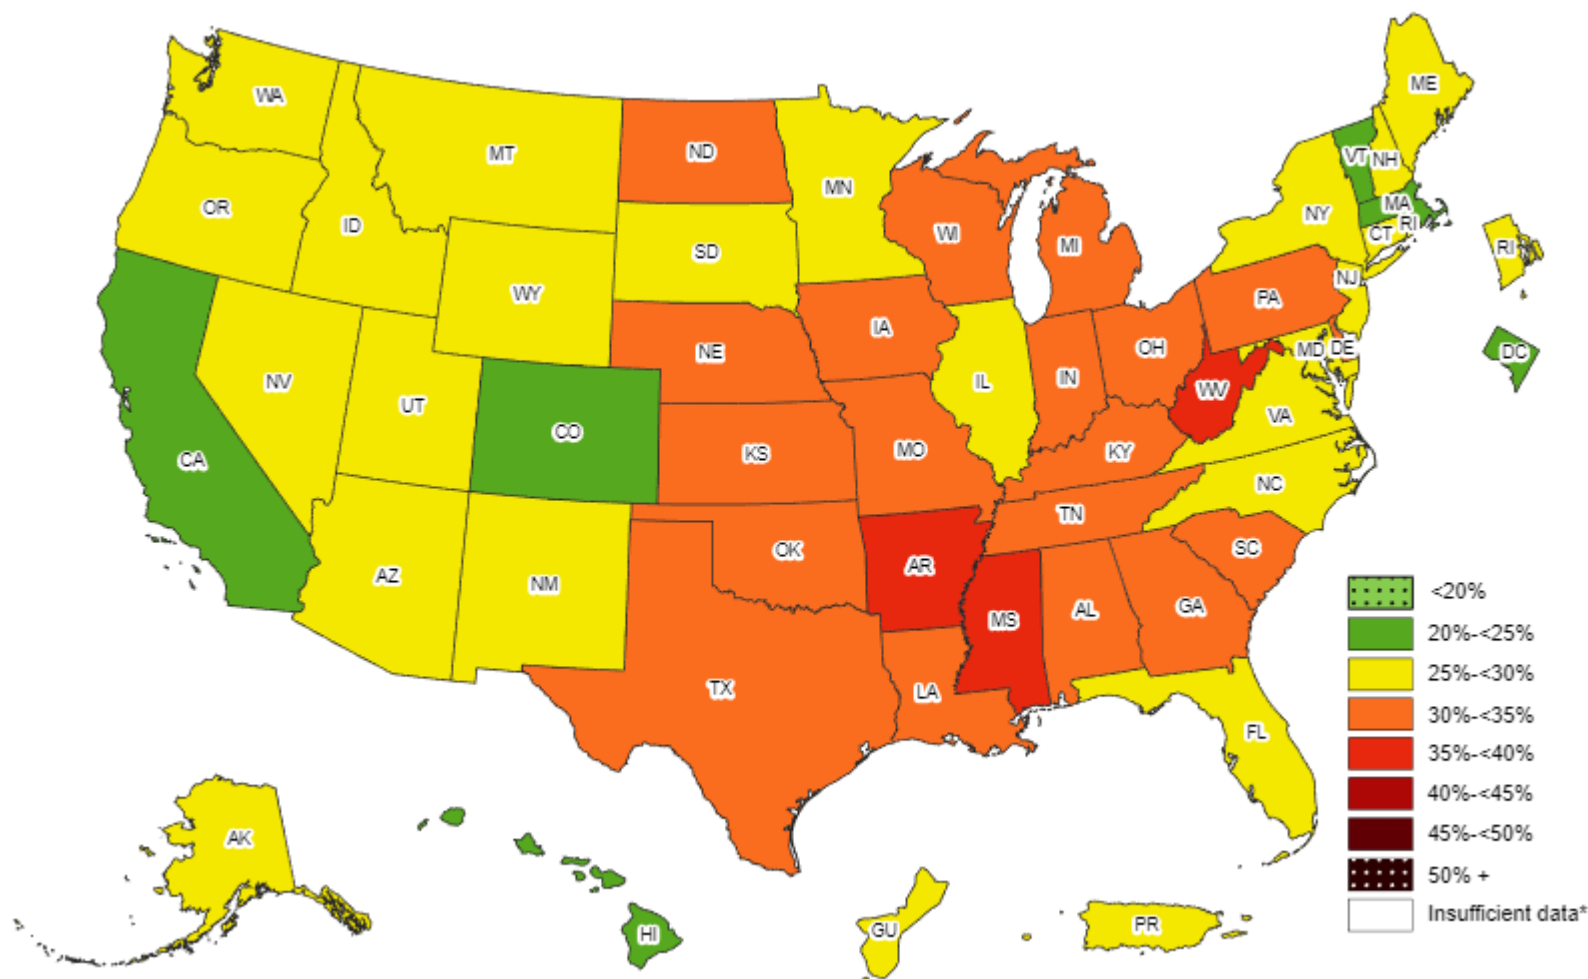 WA
ME
MT
ND
VT
NH
MN
OR
ID
MA
NY
WI
RI
CT
MI
RI
SD
NJ
WY
PA
IA
OH
MD
DE
NE
DC
IN
NV
IL
WV
UT
VA
CO
KS
MO
KY
CA
NC
TN
OK
SC
AR
AZ
NM
<20%
AL
GA
MS
20%-<25%
25%-<30%
TX
LA
30%-<35%
FL
35%-<40%
40%-<45%
AK
45%-<50%
50% +
Insufficient data*
PR
GU
HI